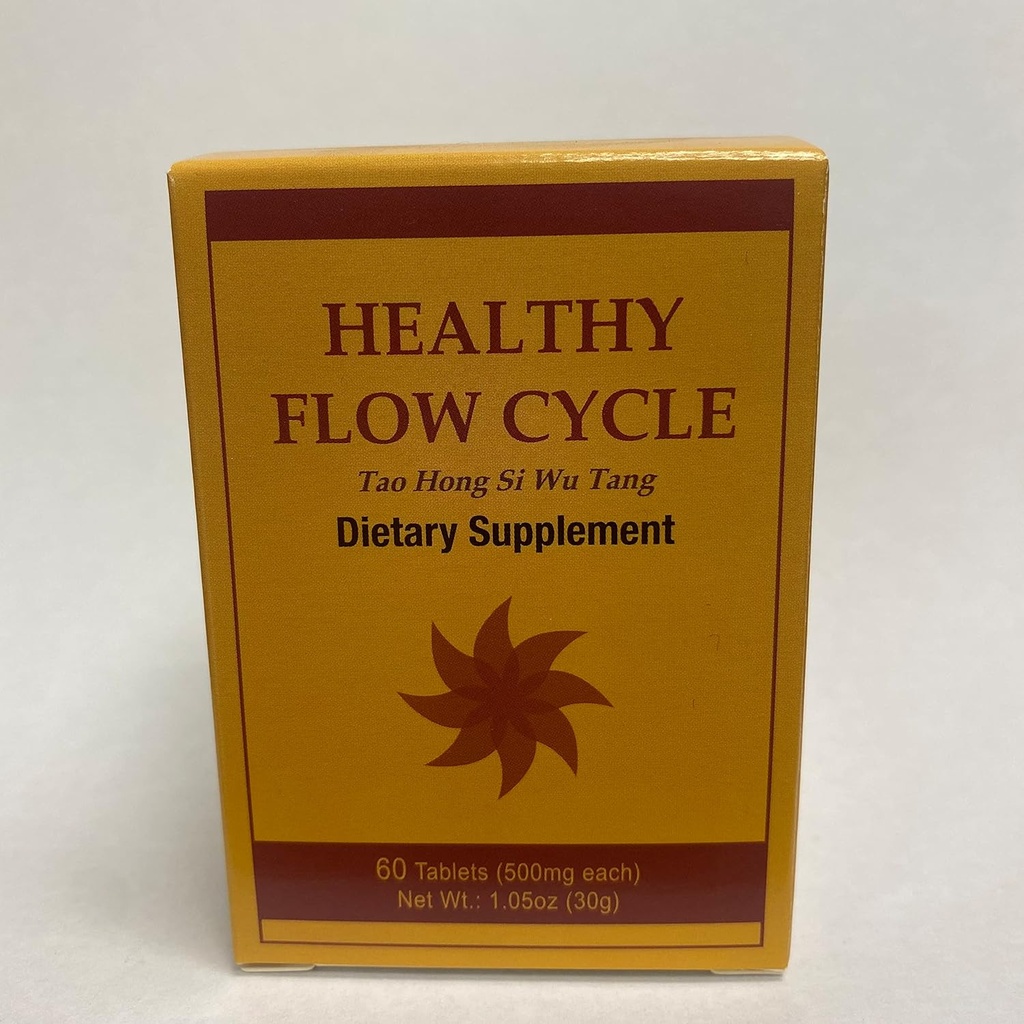 HEALTHY
FLOW CYCLE
Tao Hong Si Wu Tang
Dietary Supplement
60 Tablets (500mg each)
Net Wt.: 1.05oz (30g)